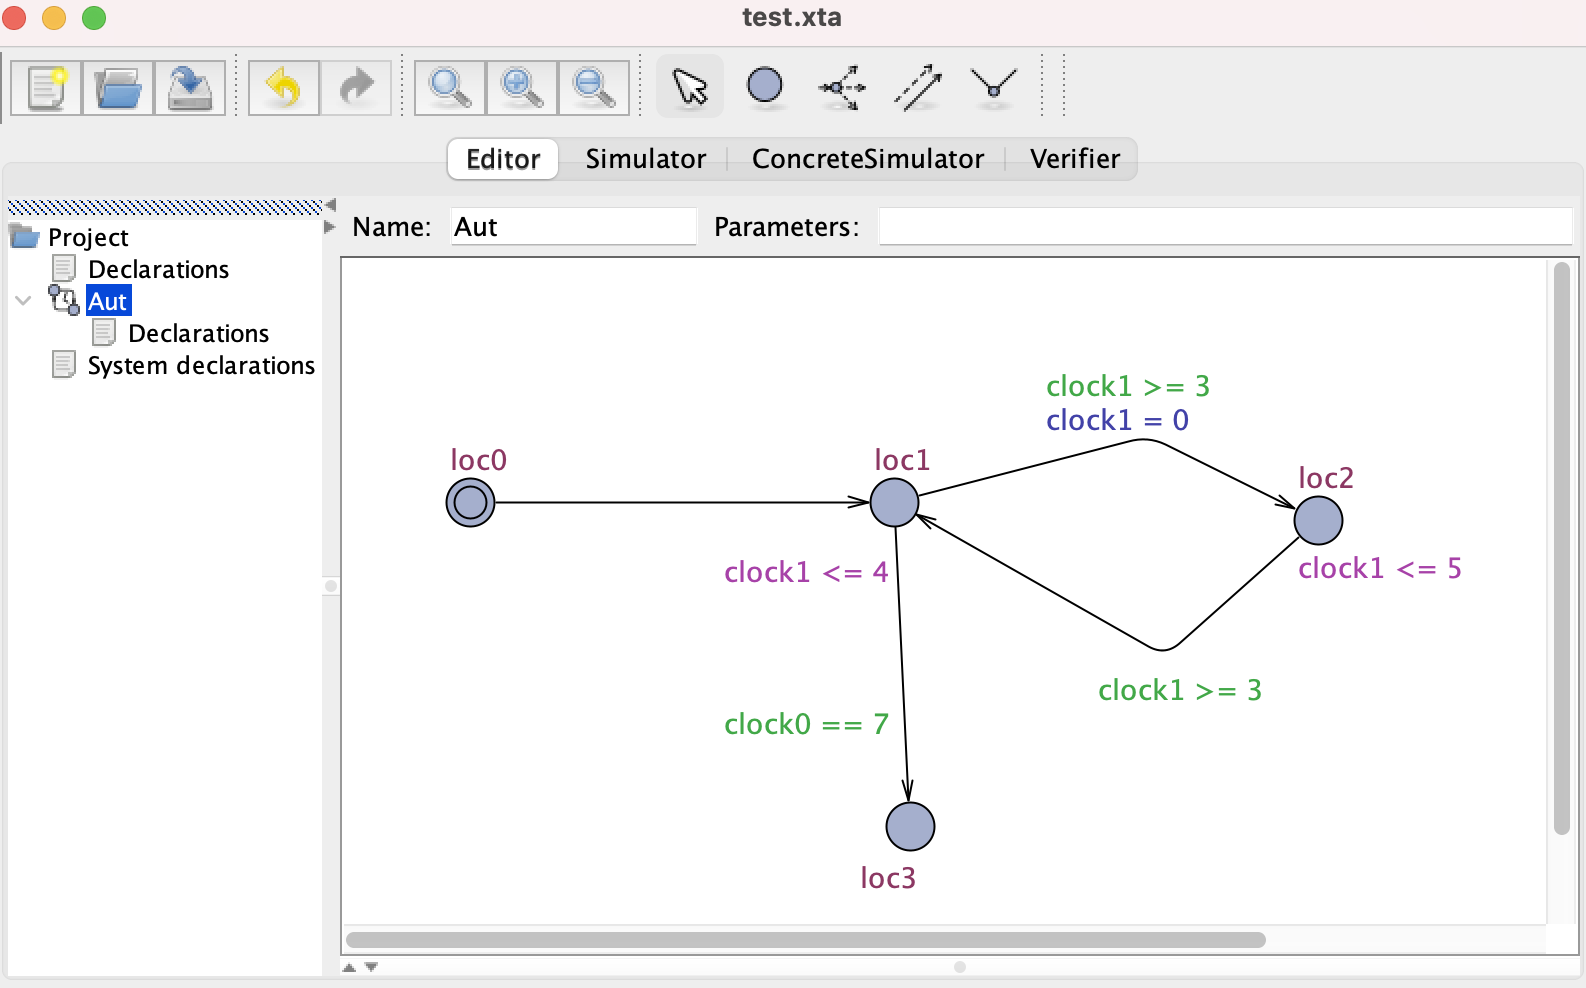 test.xta
Editor
Simulator
ConcreteSimulator
Verifier
Name: Aut
Parameters:
Project
Declarations
Aut
Declarations
System declarations
clock1 >= 3
clock1 = 0
loc0
loc1
loc2
clock1 <= 4
clock1 <= 5
clock1 >= 3
clock0 == 7
loc3